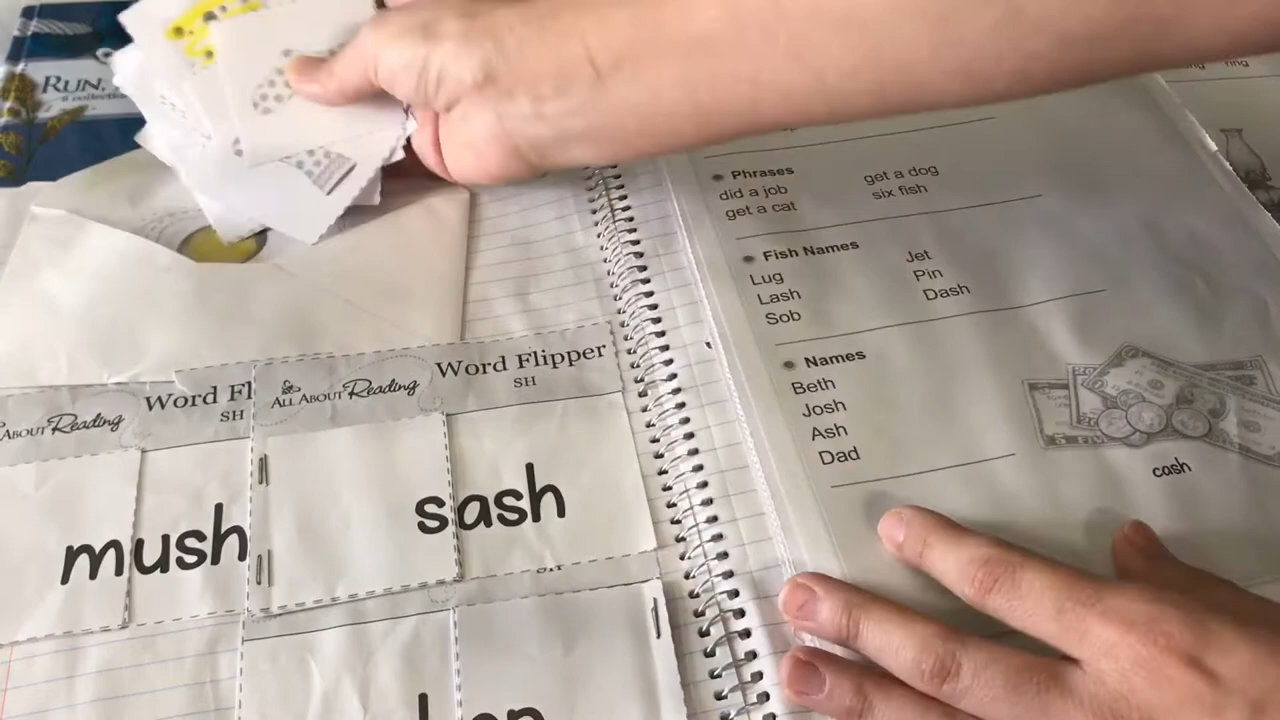 RUN,
Word Fl
SH
ABOUT Reading
mush
ALL ABOUT Reading
Word Flipper
SH
sash
Phrases
did a job
get a cat
get a dog
six fish
Fish Names
Lug
Lash
Sob
Jet
Pin
Dash
Names
Beth
Josh
Ash
Dad
cash
ring